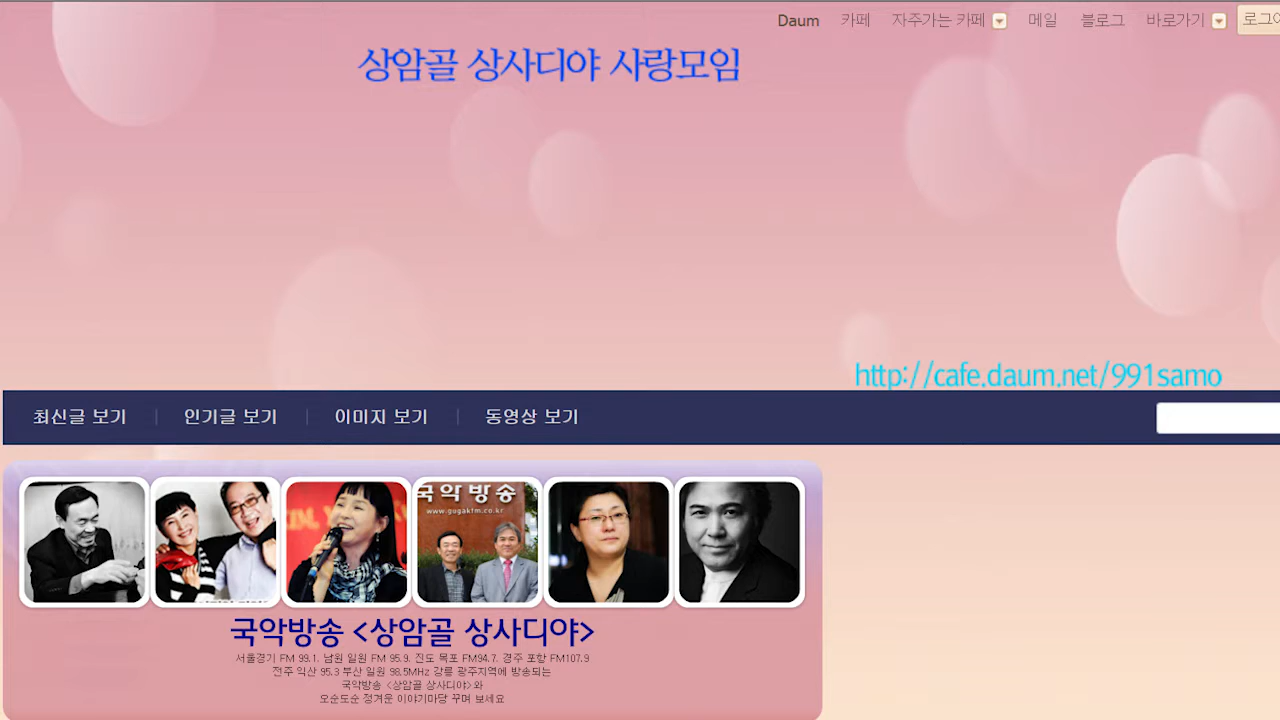 Daum 카페 자주가는 카페 메일 블로그 바로가기
상암골 상사디야 사랑모임
http://cafe.daum.net/991samo
최신글 보기 인기글 보기 이미지 보기 동영상 보기
국악방송
www.gugakfm.co.kr
국악방송 <상암골 상사디야>
서울경기 FM 99.1. 남원 일원 FM 95.9. 진도 목포 FM94.7. 경주 포항 FM107.9
전주 익산 95.3 부산 일원 98.5MHz 강릉 광주지역에 방송되는
국악방송 <상암골 상사디야>와
오순도순 정겨운 이야기마당 꾸며 보세요